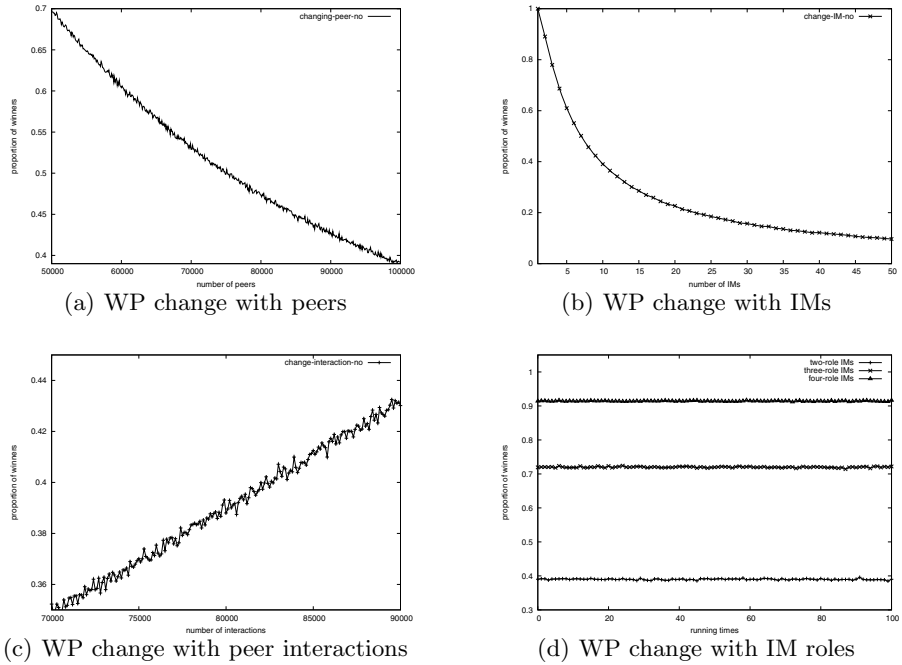 changing-peer-no
proportion of winners
0.7
0.65
0.6
0.55
0.5
0.45
0.4
50000 60000 70000 80000 90000 100000
number of peers
(a) WP change with peers
change-IM-no
proportion of winners
1
0.8
0.6
0.4
0.2
0
5 10 15 20 25 30 35 40 45 50
number of IMs
(b) WP change with IMs
change-interaction-no
proportion of winners
0.44
0.42
0.4
0.38
0.36
70000 75000 80000 85000 90000
number of interactions
(c) WP change with peer interactions
two-role IMs
three-role IMs
four-role IMs
proportion of winners
1
0.9
0.8
0.7
0.6
0.5
0.4
0.3
0 20 40 60 80 100
running times
(d) WP change with IM roles